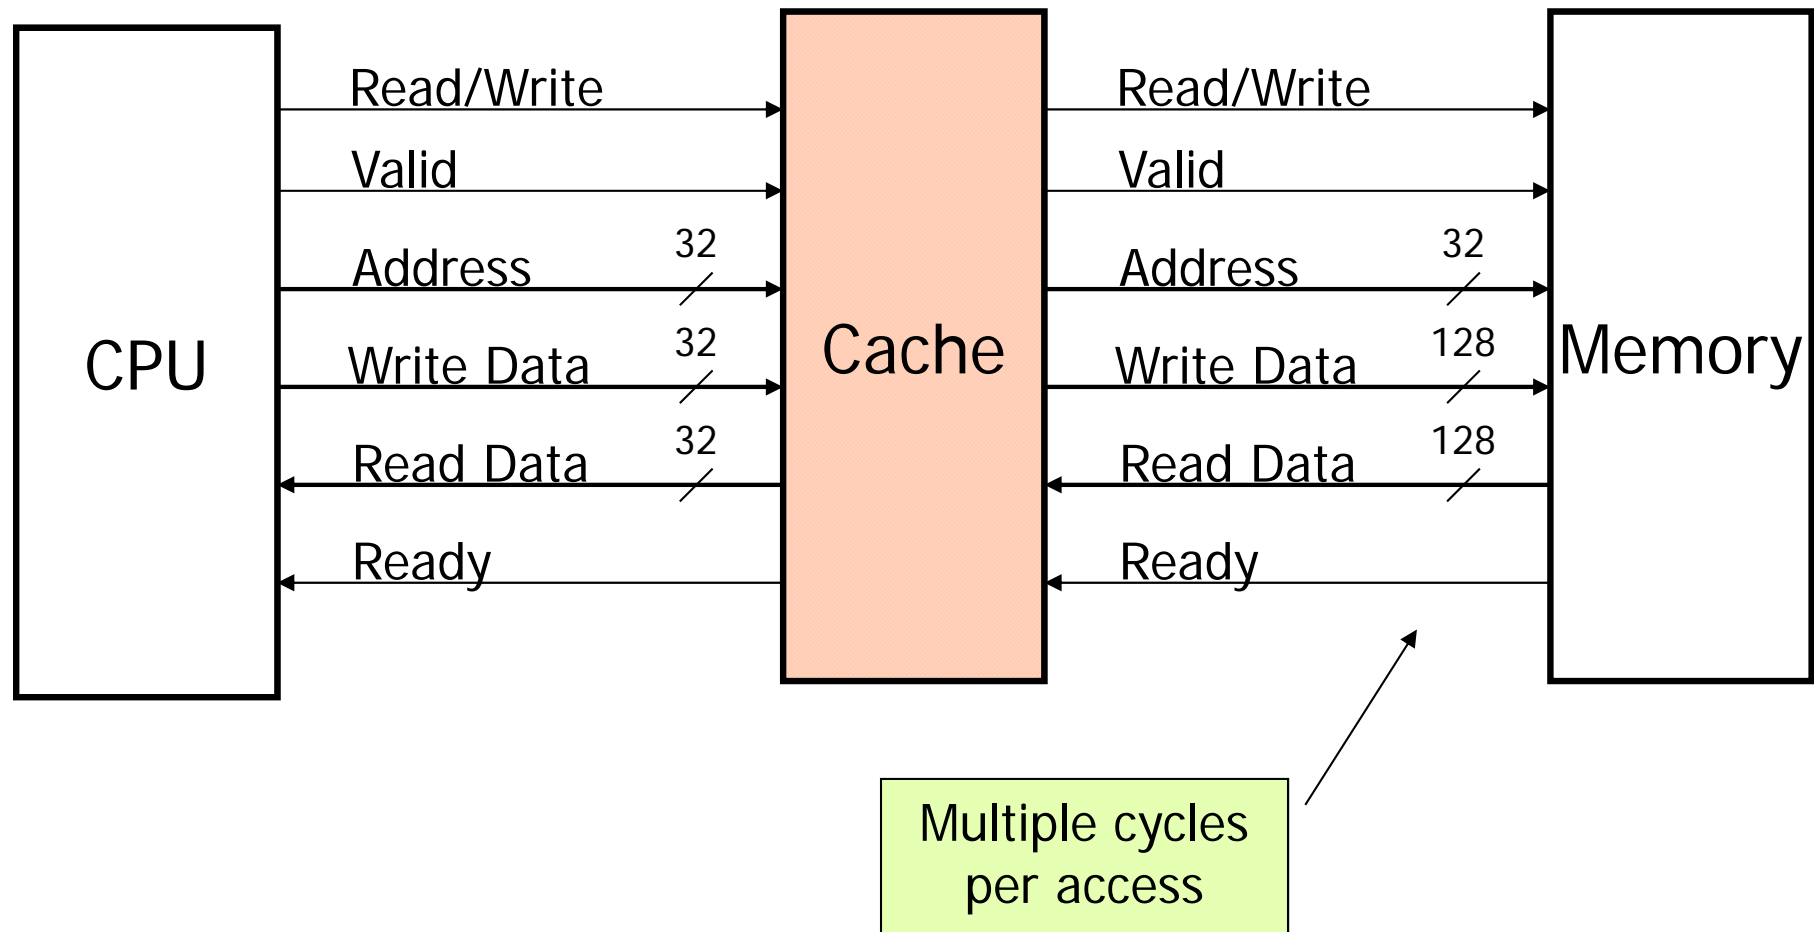 Read/Write
Read/Write
Valid
Valid
32
32
Address
Address
CPU
32
Cache
128
Memory
Write Data
Write Data
32
128
Read Data
Read Data
Ready
Ready
Multiple cycles
per access